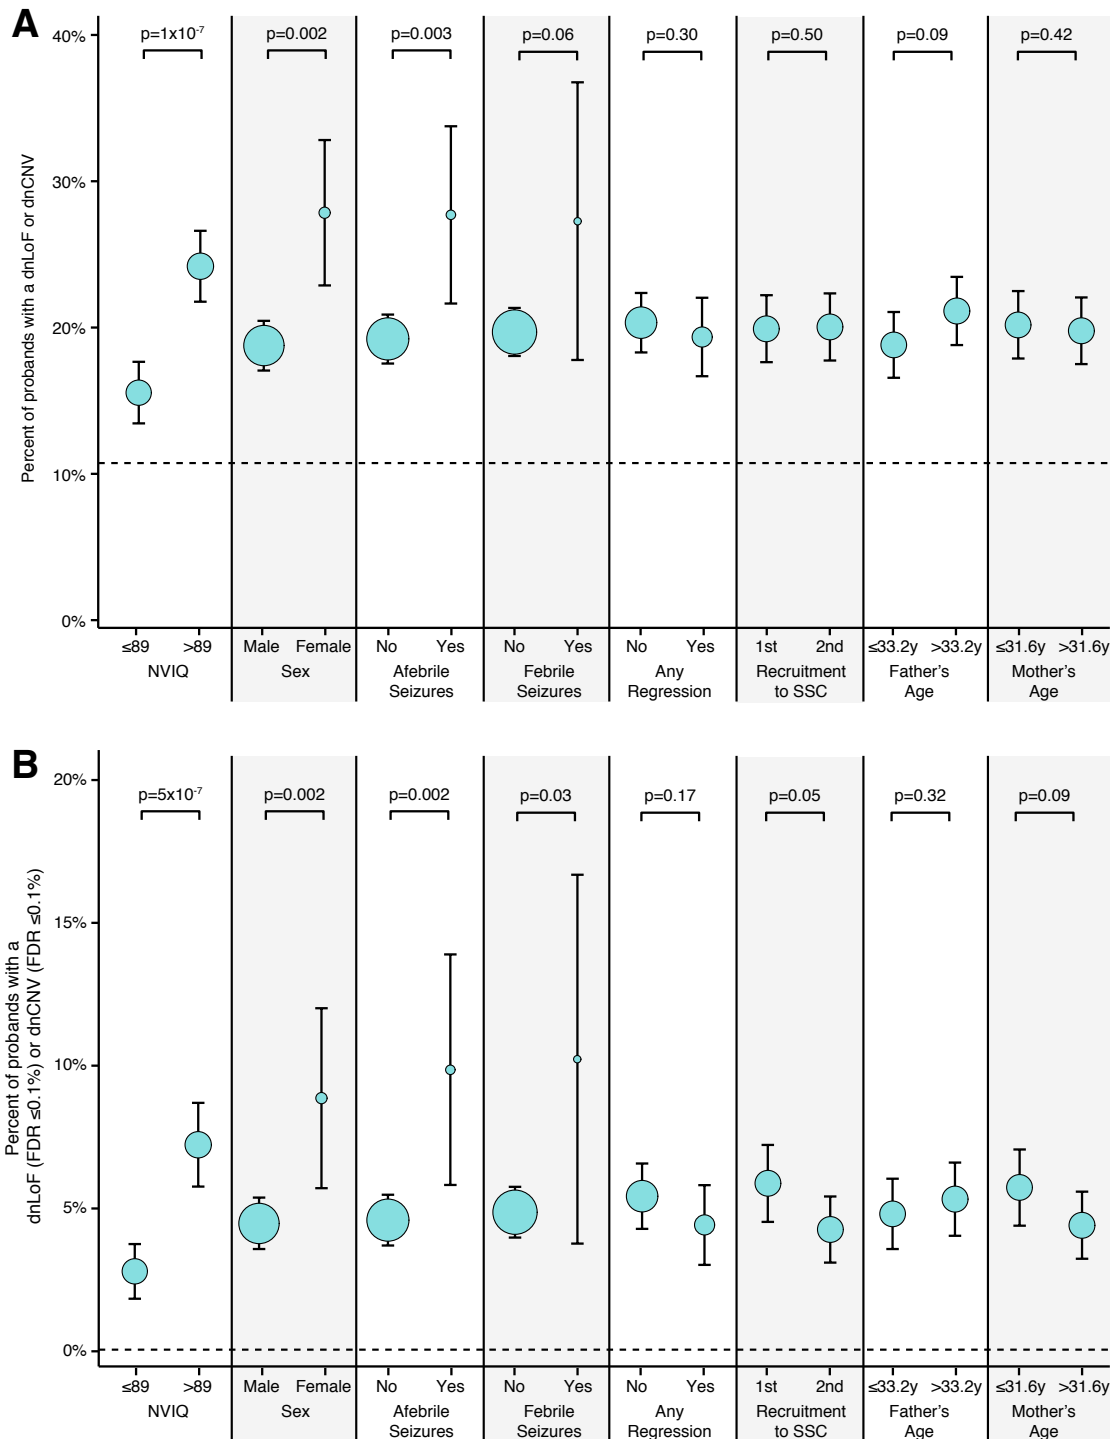 A
Percent of probands with a dnLoF or dnCNV
40%
30%
20%
10%
0%
p=1x10⁻⁷ p=0.002 p=0.003 p=0.06 p=0.30 p=0.50 p=0.09 p=0.42
≤89 >89 Male Female No Yes No Yes No Yes 1st 2nd ≤33.2y >33.2y ≤31.6y >31.6y
NVIQ Sex Afebrile Febrile Any Recruitment Father's Mother's
Seizures Seizures Regression to SSC Age Age
B
Percent of probands with a
dnLoF (FDR ≤0.1%) or dnCNV (FDR ≤0.1%)
20%
15%
10%
5%
0%
p=5x10⁻⁷ p=0.002 p=0.002 p=0.03 p=0.17 p=0.05 p=0.32 p=0.09
≤89 >89 Male Female No Yes No Yes No Yes 1st 2nd ≤33.2y >33.2y ≤31.6y >31.6y
NVIQ Sex Afebrile Febrile Any Recruitment Father's Mother's
Seizures Seizures Regression to SSC Age Age